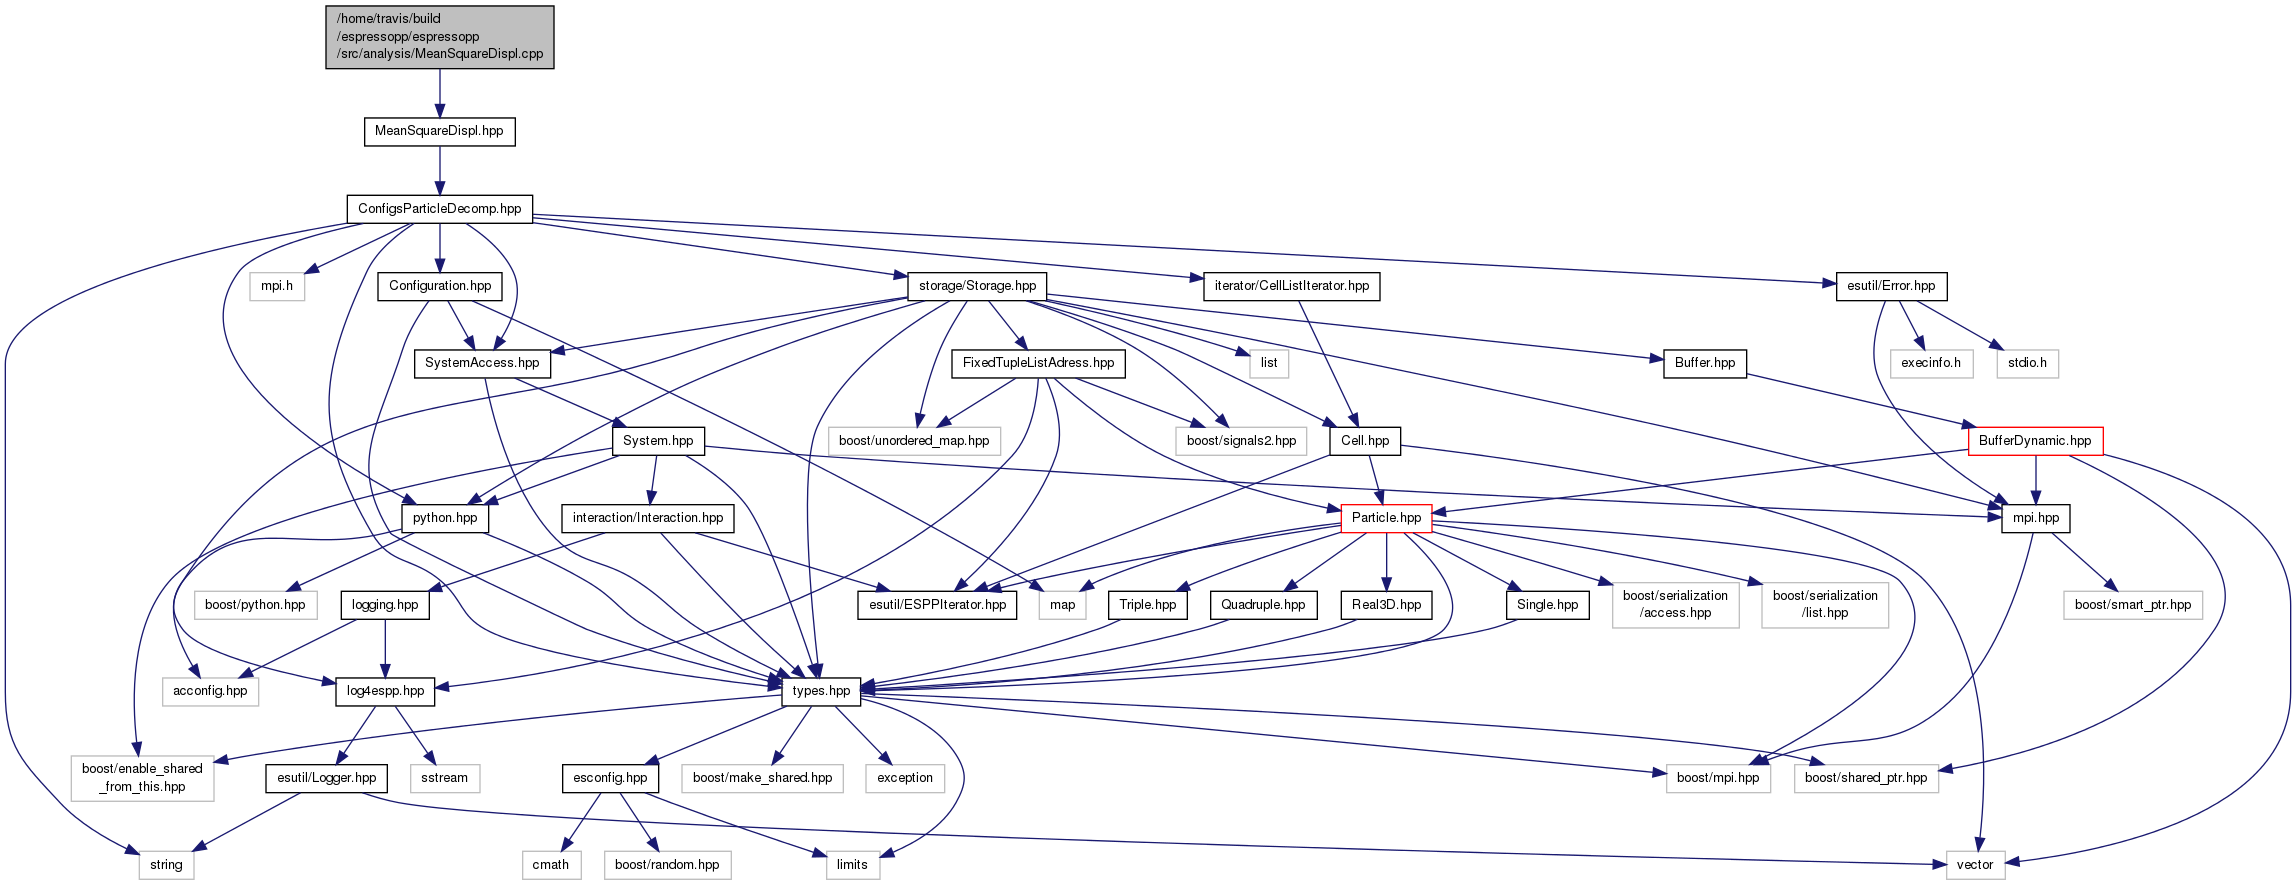 /home/travis/build
/espressopp/espressopp
/src/analysis/MeanSquareDispl.cpp
MeanSquareDispl.hpp
ConfigsParticleDecomp.hpp
mpi.h
Configuration.hpp
storage/Storage.hpp
iterator/CellListIterator.hpp
esutil/Error.hpp
SystemAccess.hpp
FixedTupleListAdress.hpp
list
Buffer.hpp
execinfo.h
stdio.h
System.hpp
boost/unordered_map.hpp
boost/signals2.hpp
Cell.hpp
BufferDynamic.hpp
python.hpp
interaction/Interaction.hpp
Particle.hpp
mpi.hpp
boost/python.hpp
logging.hpp
esutil/ESPPIterator.hpp
map
Triple.hpp
Quadruple.hpp
Real3D.hpp
Single.hpp
boost/serialization
/access.hpp
boost/serialization
/list.hpp
boost/smart_ptr.hpp
acconfig.hpp
log4espp.hpp
types.hpp
boost/enable_shared
_from_this.hpp
esutil/Logger.hpp
sstream
esconfig.hpp
boost/make_shared.hpp
exception
boost/mpi.hpp
boost/shared_ptr.hpp
string
cmath
boost/random.hpp
limits
vector